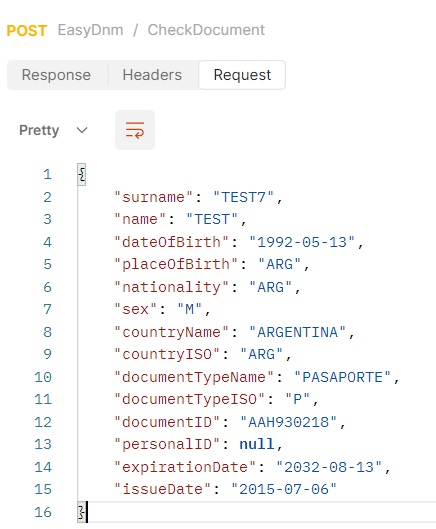 POST EasyDnm / CheckDocument
Response Headers Request
Pretty
1 {
2 "surname": "TEST7",
3 "name": "TEST",
4 "dateOfBirth": "1992-05-13",
5 "placeOfBirth": "ARG",
6 "nationality": "ARG",
7 "sex": "M",
8 "countryName": "ARGENTINA",
9 "countryISO": "ARG",
10 "documentTypeName": "PASAPORTE",
11 "documentTypeISO": "P",
12 "documentID": "AAH930218",
13 "personalID": null,
14 "expirationDate": "2032-08-13",
15 "issueDate": "2015-07-06"
16 }